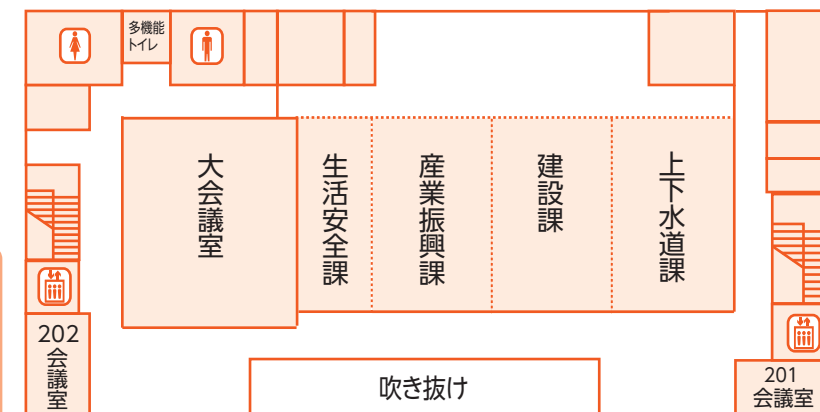 多機能
トイレ
大会議室
生活安全課
産業振興課
建設課
上下水道課
202
会議室
吹き抜け
201
会議室